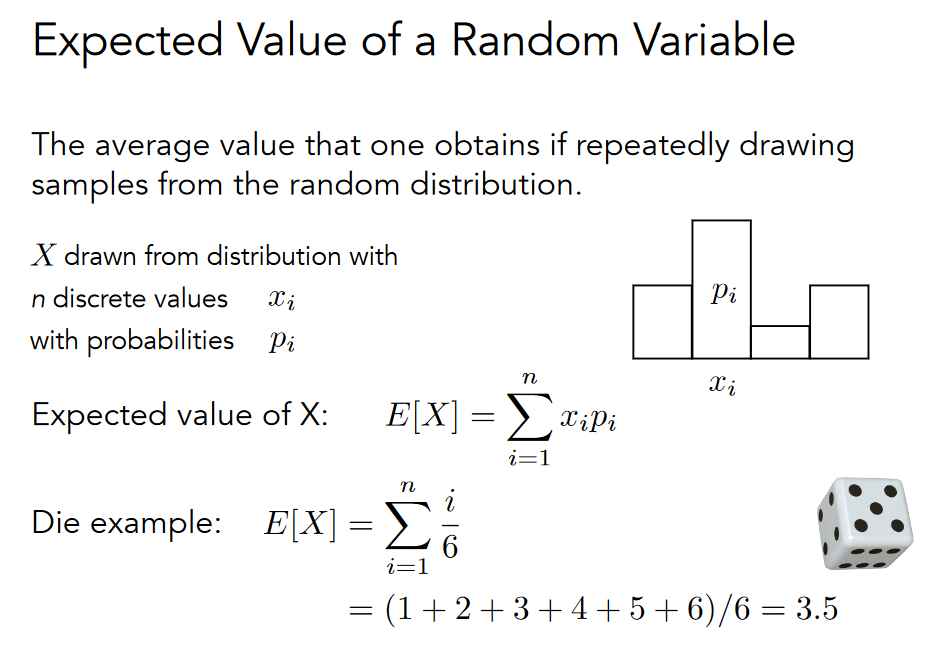 Expected Value of a Random Variable
The average value that one obtains if repeatedly drawing
samples from the random distribution.
X drawn from distribution with
n discrete values x_i
with probabilities p_i
p_i
x_i
Expected value of X: E[X] = \sum_{i=1}^{n} x_i p_i
Die example: E[X] = \sum_{i=1}^{n} \frac{i}{6}
= (1 + 2 + 3 + 4 + 5 + 6)/6 = 3.5